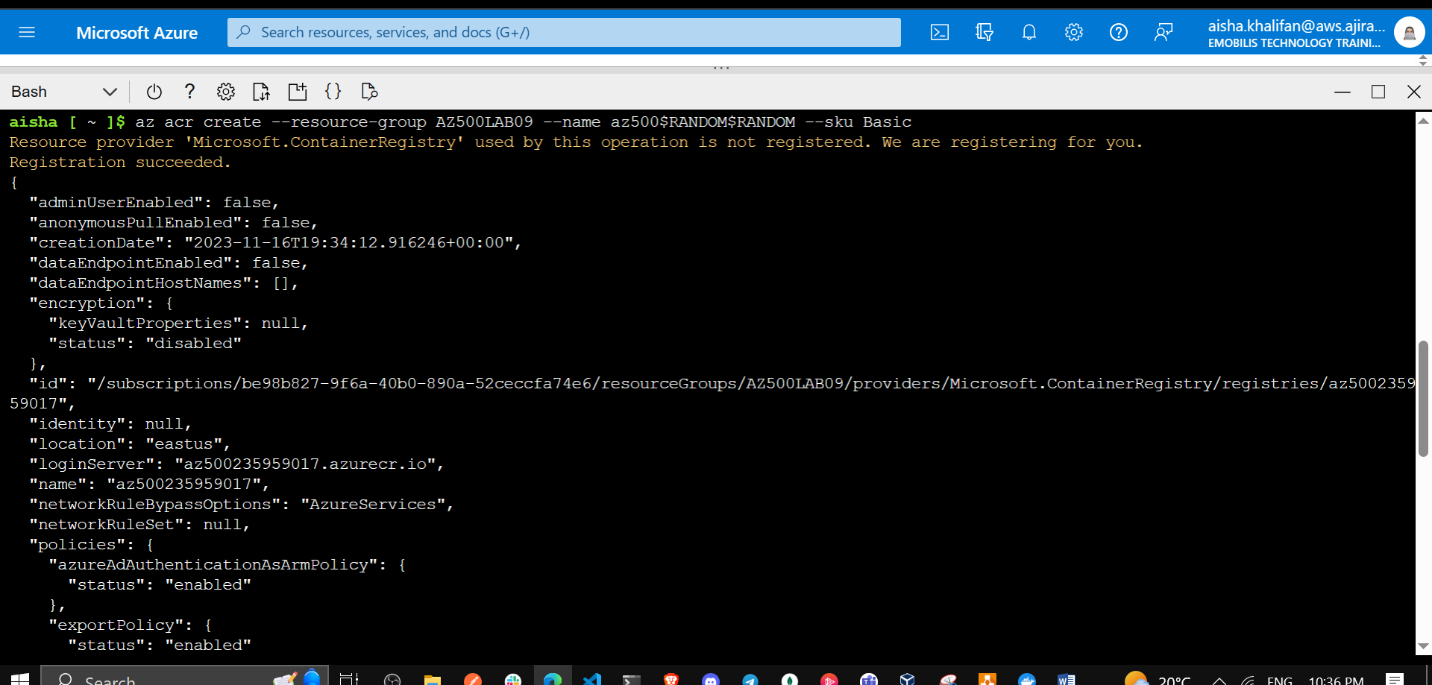 Microsoft Azure
Search resources, services, and docs (G+/)
aisha.khalifan@aws.ajira...
EMOBILIS TECHNOLOGY TRAINI...
Bash
aisha [ ~ ]$ az acr create --resource-group AZ500LAB09 --name az500$RANDOM$RANDOM --sku Basic
Resource provider 'Microsoft.ContainerRegistry' used by this operation is not registered. We are registering for you.
Registration succeeded.
{
"adminUserEnabled": false,
"anonymousPullEnabled": false,
"creationDate": "2023-11-16T19:34:12.916246+00:00",
"dataEndpointEnabled": false,
"dataEndpointHostNames": [],
"encryption": {
"keyVaultProperties": null,
"status": "disabled"
},
"id": "/subscriptions/be98b827-9f6a-40b0-890a-52ceccfa74e6/resourceGroups/AZ500LAB09/providers/Microsoft.ContainerRegistry/registries/az5002359
59017",
"identity": null,
"location": "eastus",
"loginServer": "az500235959017.azurecr.io",
"name": "az500235959017",
"networkRuleBypassOptions": "AzureServices",
"networkRuleSet": null,
"policies": {
"azureAdAuthenticationAsArmPolicy": {
"status": "enabled"
},
"exportPolicy": {
"status": "enabled"
Search
20°C
ENG
10:36 PM